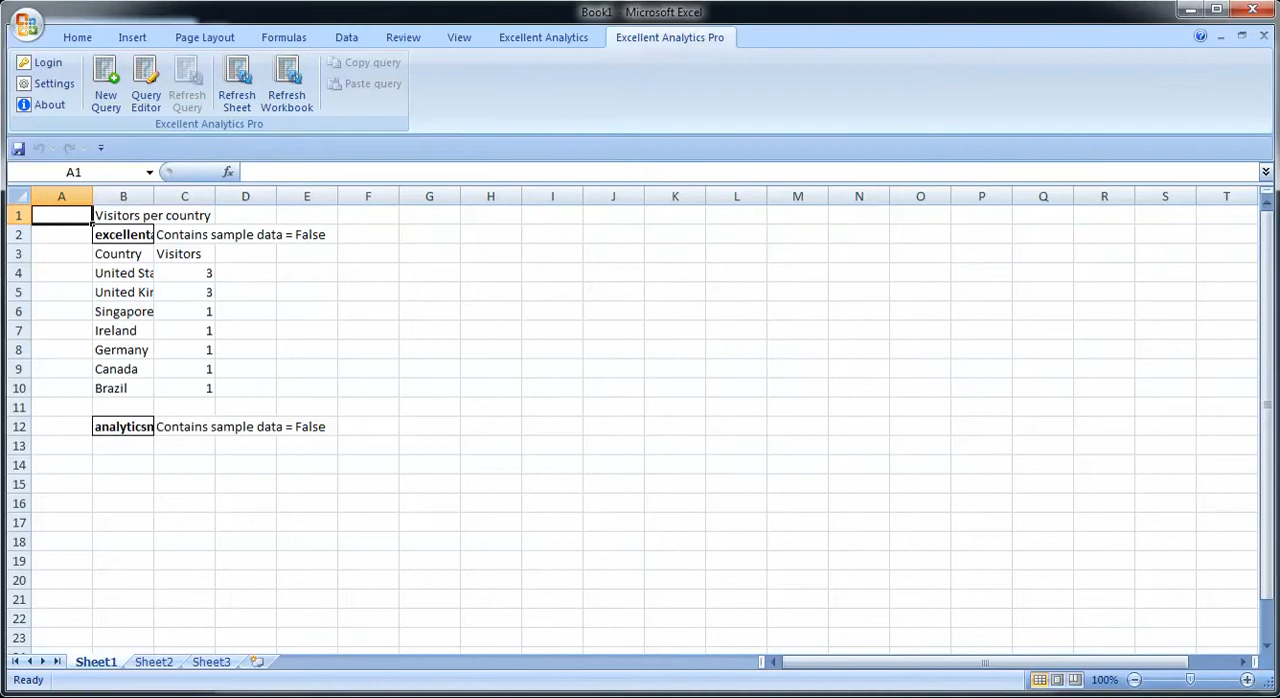 Book1 - Microsoft Excel
Home Insert Page Layout Formulas Data Review View Excellent Analytics Excellent Analytics Pro
Login
Settings
About
New Query
Query Editor
Refresh Query
Refresh Sheet
Refresh Workbook
Copy query
Paste query
Excellent Analytics Pro
A1 fx
A B C D E F G H I J K L M N O P Q R S T
1 Visitors per country
2 excellenta Contains sample data = False
3 Country Visitors
4 United Sta 3
5 United Kin 3
6 Singapore 1
7 Ireland 1
8 Germany 1
9 Canada 1
10 Brazil 1
11
12 analyticsn Contains sample data = False
13
14
15
16
17
18
19
20
21
22
23
Sheet1 Sheet2 Sheet3
Ready 100%